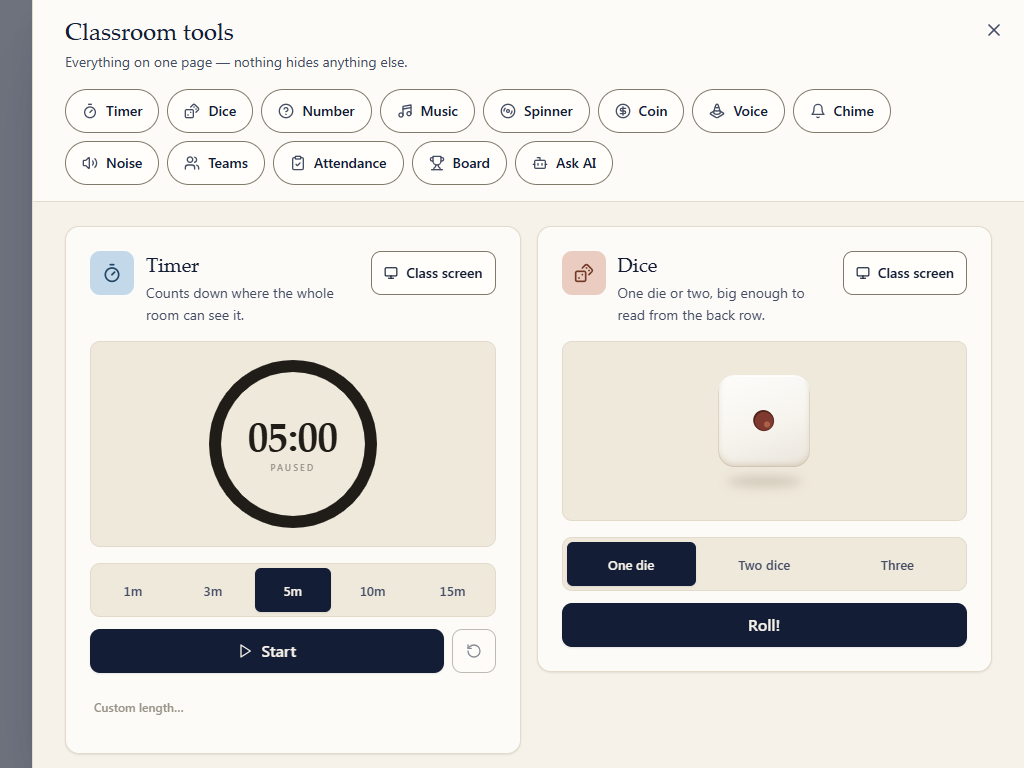 Classroom tools
Everything on one page — nothing hides anything else.
Timer
Dice
Number
Music
Spinner
Coin
Voice
Chime
Noise
Teams
Attendance
Board
Ask AI
Timer
Counts down where the whole
room can see it.
Class screen
05:00
PAUSED
1m
3m
5m
10m
15m
Start
Custom length...
Dice
One die or two, big enough to
read from the back row.
Class screen
One die
Two dice
Three
Roll!